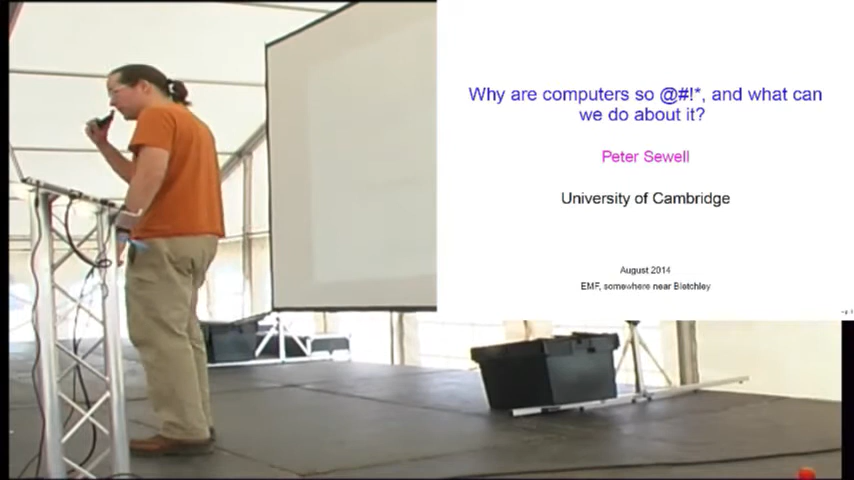 Why are computers so @#!*, and what can
we do about it?
Peter Sewell
University of Cambridge
August 2014
EMF, somewhere near Bletchley